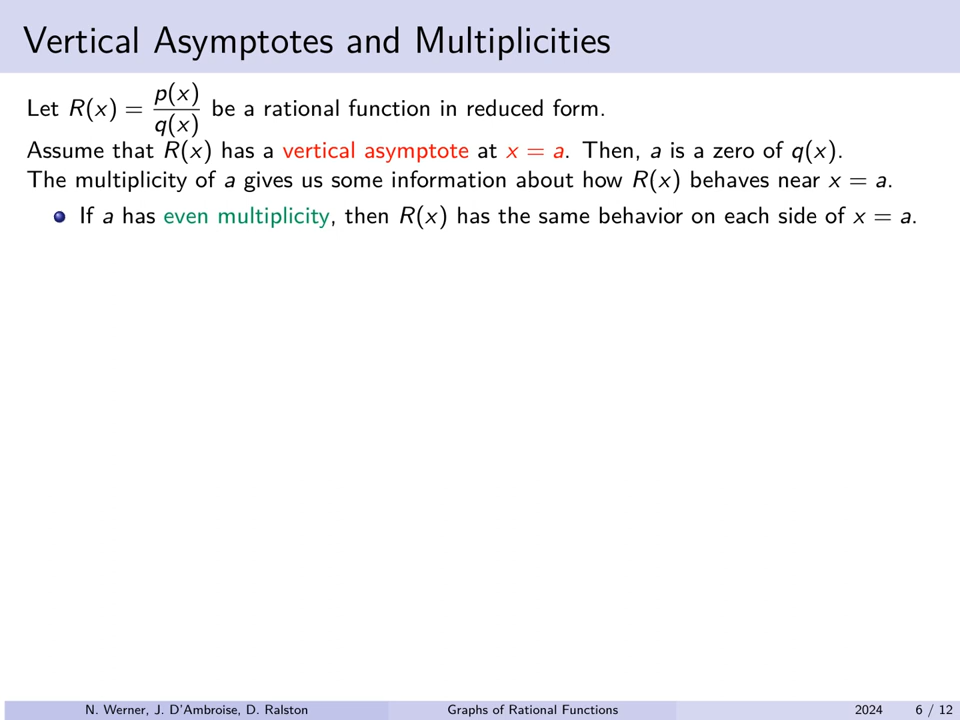 Vertical Asymptotes and Multiplicities
Let R(x) = p(x)/q(x) be a rational function in reduced form.
Assume that R(x) has a vertical asymptote at x = a. Then, a is a zero of q(x).
The multiplicity of a gives us some information about how R(x) behaves near x = a.
If a has even multiplicity, then R(x) has the same behavior on each side of x = a.
N. Werner, J. D'Ambroise, D. Ralston Graphs of Rational Functions 2024 6 / 12